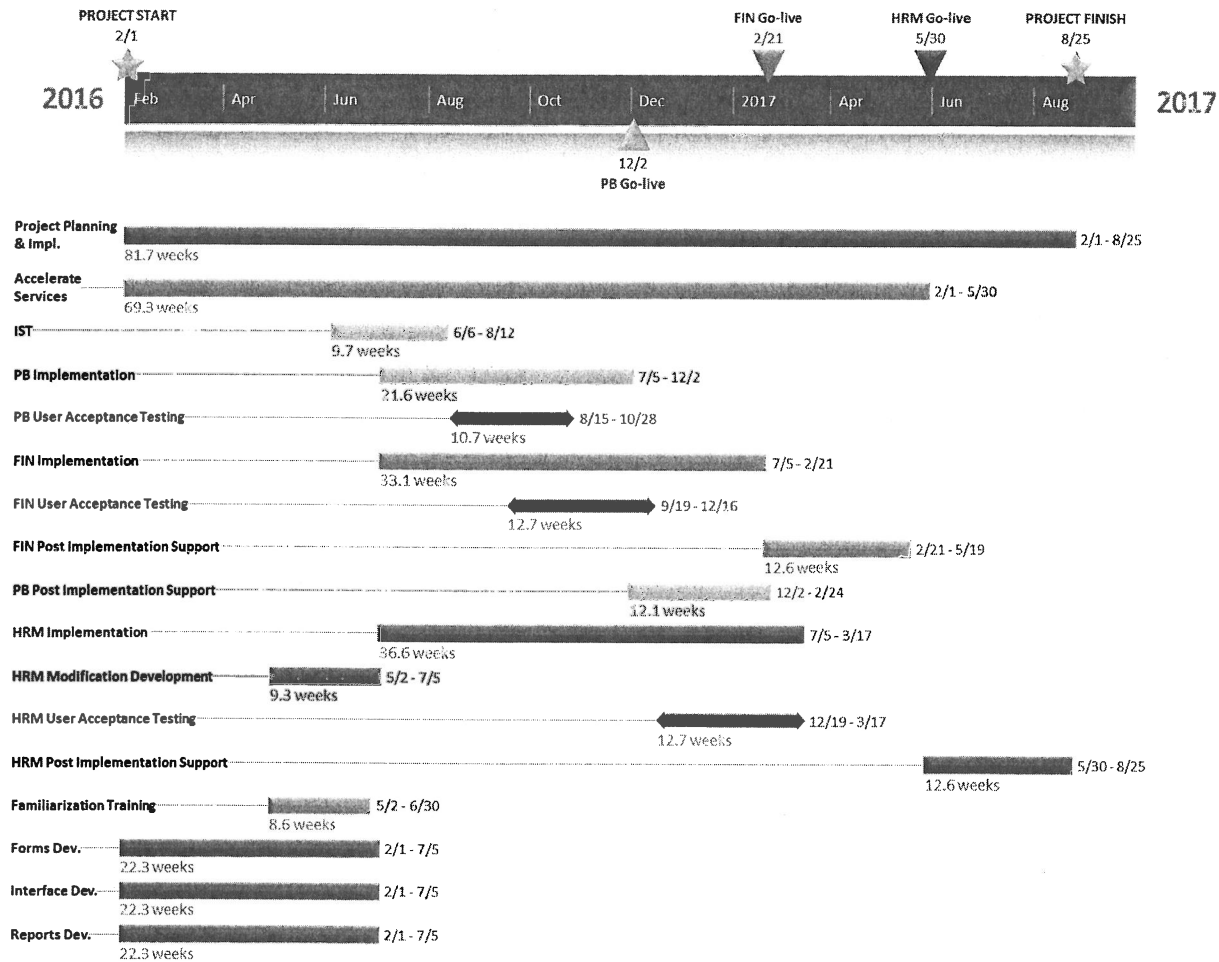 PROJECT START
2/1
FIN Go-live
2/21
HRM Go-live
5/30
PROJECT FINISH
8/25
2016
Feb
Apr
Jun
Aug
Oct
Dec
2017
Apr
Jun
Aug
2017
12/2
PB Go-live
Project Planning
& Impl.
2/1 - 8/25
81.7 weeks
Accelerate
Services
2/1 - 5/30
69.3 weeks
IST
6/6 - 8/12
9.7 weeks
PB Implementation
7/5 - 12/2
21.6 weeks
PB User Acceptance Testing
8/15 - 10/28
10.7 weeks
FIN Implementation
7/5 - 2/21
33.1 weeks
FIN User Acceptance Testing
9/19 - 12/16
12.7 weeks
FIN Post Implementation Support
2/21 - 5/19
12.6 weeks
PB Post Implementation Support
12/2 - 2/24
12.1 weeks
HRM Implementation
7/5 - 3/17
36.6 weeks
HRM Modification Development
5/2 - 7/5
9.3 weeks
HRM User Acceptance Testing
12/19 - 3/17
12.7 weeks
HRM Post Implementation Support
5/30 - 8/25
12.6 weeks
Familiarization Training
5/2 - 6/30
8.6 weeks
Forms Dev.
2/1 - 7/5
22.3 weeks
Interface Dev.
2/1 - 7/5
22.3 weeks
Reports Dev.
2/1 - 7/5
22.3 weeks